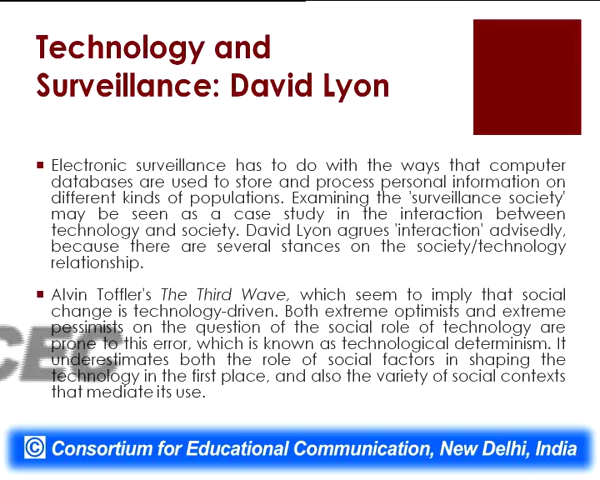 Technology and
Surveillance: David Lyon
Electronic surveillance has to do with the ways that computer
databases are used to store and process personal information on
different kinds of populations. Examining the 'surveillance society'
may be seen as a case study in the interaction between
technology and society. David Lyon agrues 'interaction' advisedly,
because there are several stances on the society/technology
relationship.
Alvin Toffler's The Third Wave, which seem to imply that social
change is technology-driven. Both extreme optimists and extreme
pessimists on the question of the social role of technology are
prone to this error, which is known as technological determinism. It
underestimates both the role of social factors in shaping the
technology in the first place, and also the variety of social contexts
that mediate its use.
CEC
© Consortium for Educational Communication, New Delhi, India